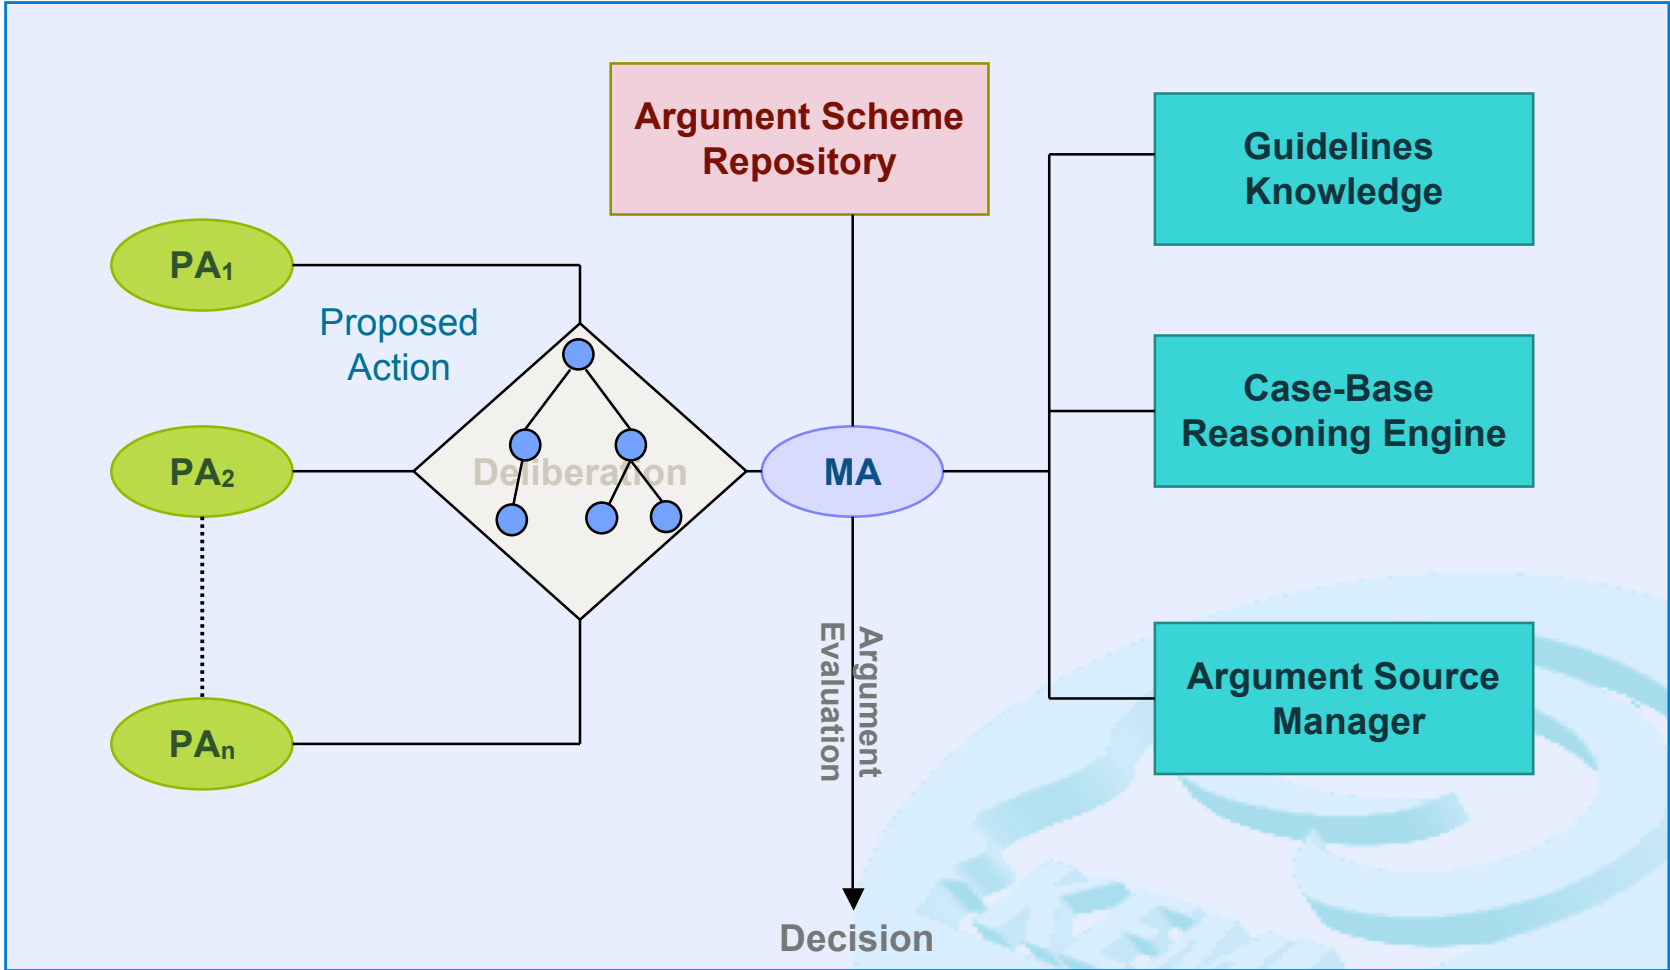 Argument Scheme
Repository
Guidelines
Knowledge
PA₁
Proposed
Action
Case-Base
Reasoning Engine
PA₂
Deliberation
MA
Argument
Evaluation
Argument Source
Manager
PAₙ
Decision